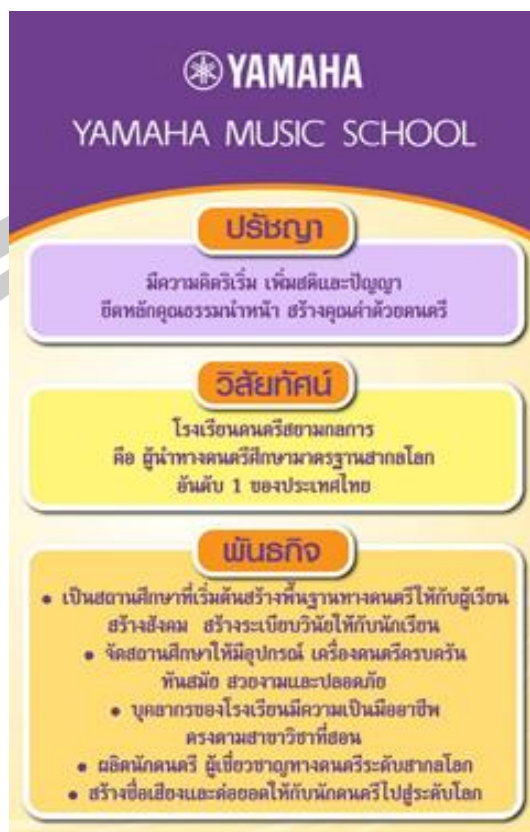 YAMAHA
YAMAHA MUSIC SCHOOL
ปรัชญา
มีความคิดริเริ่ม เพิ่มสติและปัญญา
ยึดหลักคุณธรรมนำหน้า สร้างคุณค่าด้วยดนตรี
วิสัยทัศน์
โรงเรียนดนตรีสยามกลการ
คือ ผู้นำทางดนตรีศึกษามาตรฐานสากลโลก
อันดับ 1 ของประเทศไทย
พันธกิจ
• เป็นสถานศึกษาที่เริ่มต้นสร้างพื้นฐานทางดนตรีให้กับผู้เรียน
สร้างสังคม สร้างระเบียบวินัยให้กับนักเรียน
• จัดสถานศึกษาให้มีอุปกรณ์ เครื่องดนตรีครบครัน
ทันสมัย สวยงามและปลอดภัย
• บุคลากรของโรงเรียนมีความเป็นมืออาชีพ
ตรงตามสาขาวิชาที่สอน
• ผลิตนักดนตรี ผู้เชี่ยวชาญทางดนตรีระดับสากลโลก
• สร้างชื่อเสียงและต่อยอดให้กับนักดนตรีไปสู่ระดับโลก